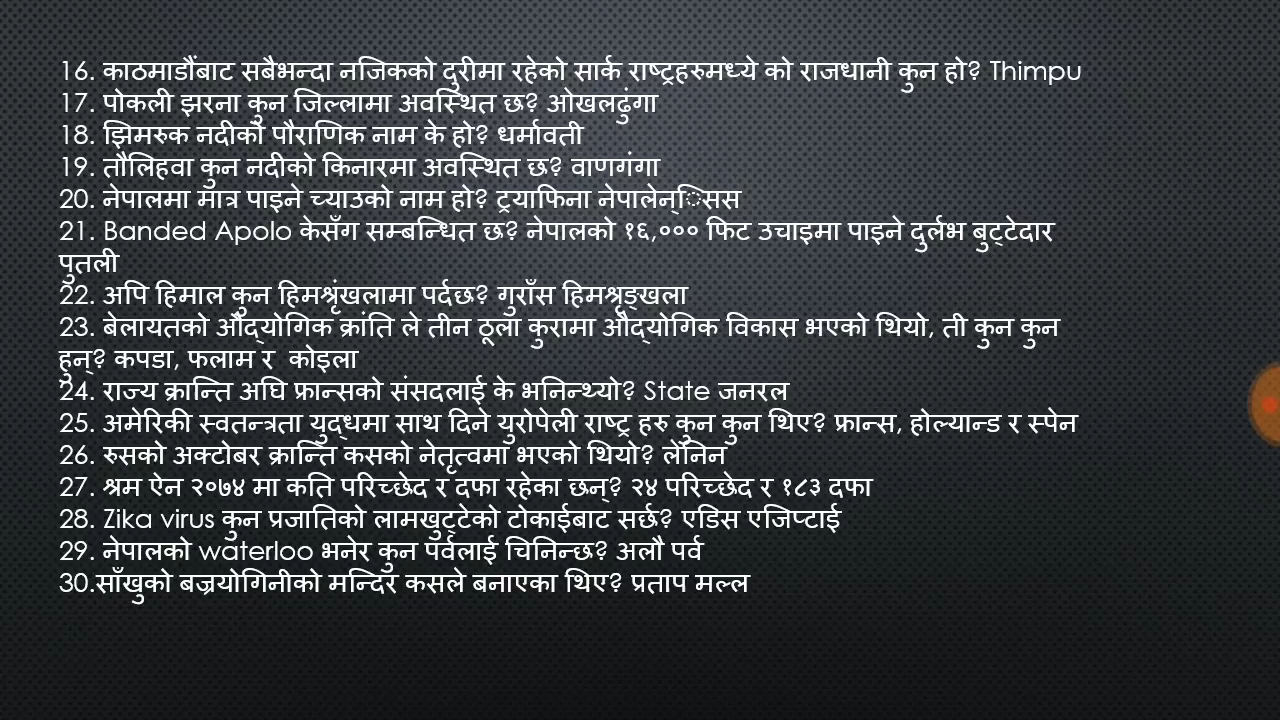 16. काठमाडौंबाट सबैभन्दा नजिकको दुरीमा रहेको सार्क राष्ट्रहरुमध्ये को राजधानी कुन हो? Thimpu
17. पोकली झरना कुन जिल्लामा अवस्थित छ? ओखलढुंगा
18. झिमरुक नदीको पौराणिक नाम के हो? धर्मावती
19. तौलिहवा कुन नदीको किनारमा अवस्थित छ? वाणगंगा
20. नेपालमा मात्र पाइने च्याउको नाम हो? ट्रयाफिना नेपालेन्िसस
21. Banded Apolo केसँग सम्बन्धित छ? नेपालको १६,००० फिट उचाइमा पाइने दुर्लभ बुट्टेदार
पुतली
22. अपि हिमाल कुन हिमश्रृंखलामा पर्दछ? गुराँस हिमश्रृङ्खला
23. बेलायतको औद्योगिक क्रांति ले तीन ठूला कुरामा औद्योगिक विकास भएको थियो, ती कुन कुन
हुन्? कपडा, फलाम र  कोइला
24. राज्य क्रान्ति अघि फ्रान्सको संसदलाई के भनिन्थ्यो? State जनरल
25. अमेरिकी स्वतन्त्रता युद्धमा साथ दिने युरोपेली राष्ट्र हरु कुन कुन थिए? फ्रान्स, होल्यान्ड र स्पेन
26. रुसको अक्टोबर क्रान्ति कसको नेतृत्वमा भएको थियो? लेनिन
27. श्रम ऐन २०७४ मा कति परिच्छेद र दफा रहेका छन्? २४ परिच्छेद र १८३ दफा
28. Zika virus कुन प्रजातिको लामखुट्टेको टोकाईबाट सर्छ? एडिस एजिप्टाई
29. नेपालको waterloo भनेर कुन पर्वलाई चिनिन्छ? अलौ पर्व
30.साँखुको बज्रयोगिनीको मन्दिर कसले बनाएका थिए? प्रताप मल्ल